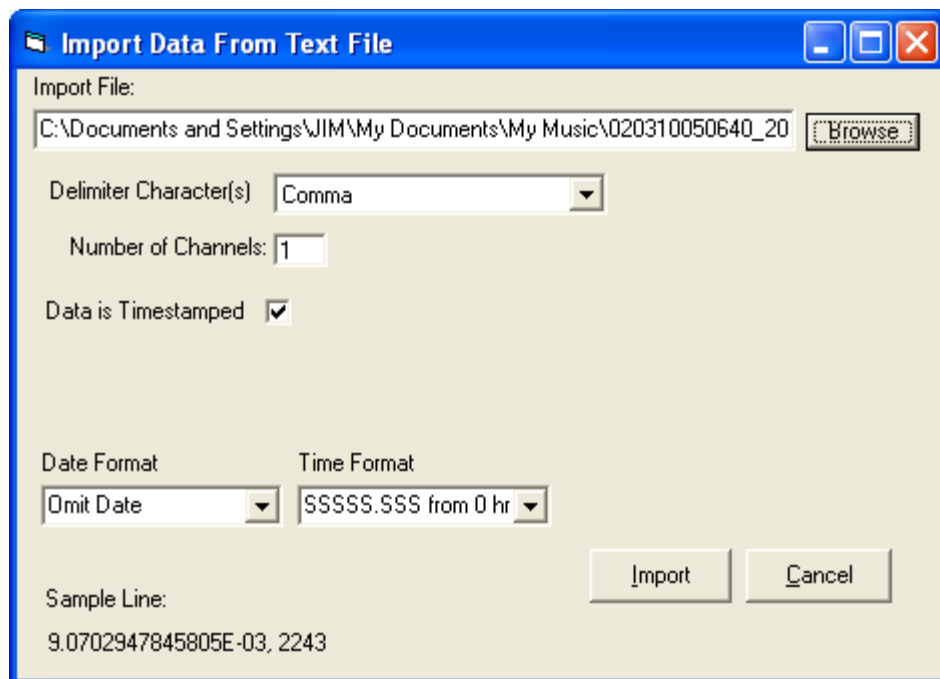 Import Data From Text File
Import File:
C:\Documents and Settings\JIM\My Documents\My Music\020310050640_20
Browse
Delimiter Character(s)
Comma
Number of Channels:
1
Data is Timestamped
Date Format
Time Format
Omit Date
SSSSS.SSS from 0 hr
Import
Cancel
Sample Line:
9.0702947845805E-03, 2243